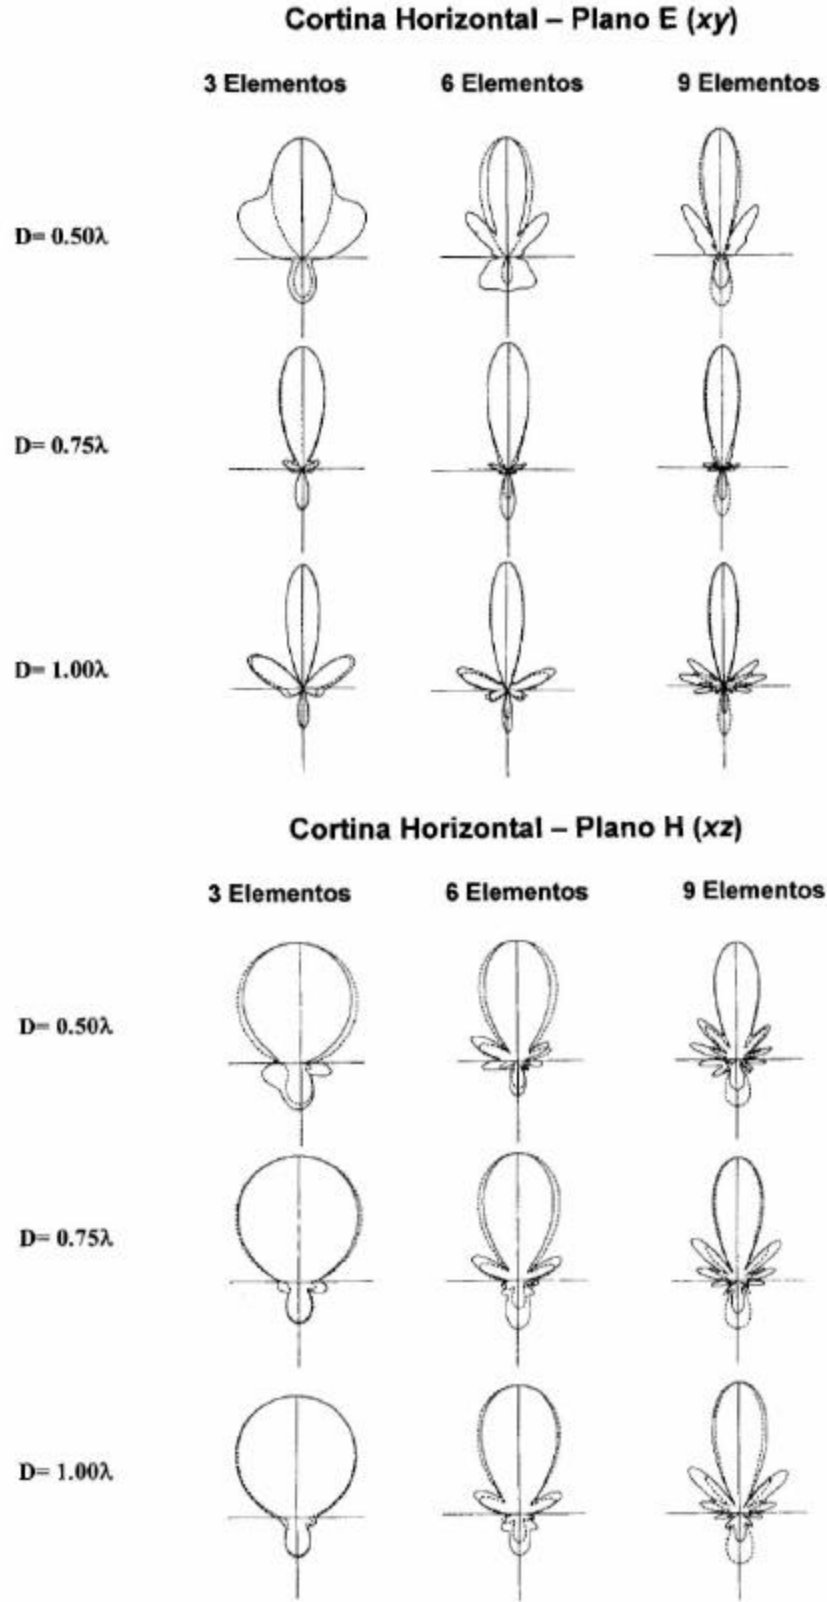 Cortina Horizontal – Plano E (xy)
3 Elementos 6 Elementos 9 Elementos
D= 0.50λ
D= 0.75λ
D= 1.00λ
Cortina Horizontal – Plano H (xz)
3 Elementos 6 Elementos 9 Elementos
D= 0.50λ
D= 0.75λ
D= 1.00λ